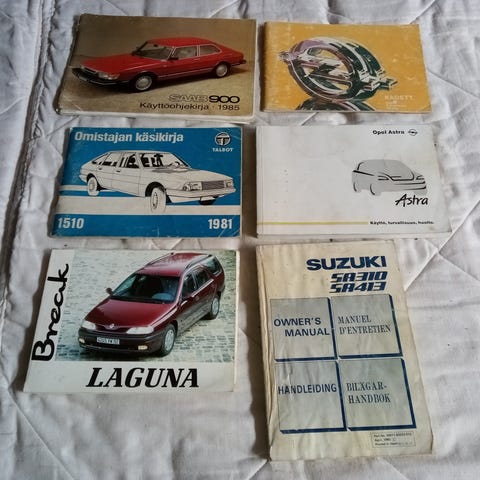 SAAB 900
Käyttöohjekirja · 1985
KADETT
Omistajan käsikirja
TALBOT
1510
1981
Opel Astra
Astra
Käyttö, turvallisuus, huolto.
Break
LAGUNA
SUZUKI
SA310
SA413
OWNER'S
MANUAL
MANUEL
D'ENTRETIEN
HANDLEIDING
BILÄGAR-
HANDBOK